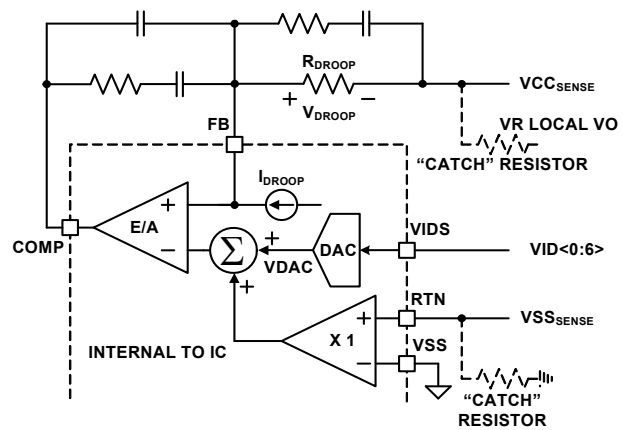 RDROOP
+ VDROOP −
VCCSENSE
FB
VR LOCAL VO
"CATCH" RESISTOR
IDROOP
+
E/A
−
COMP
Σ
+
+
VDAC
DAC
VIDS
VID<0:6>
RTN
VSSSENSE
+
X 1
−
VSS
INTERNAL TO IC
"CATCH"
RESISTOR